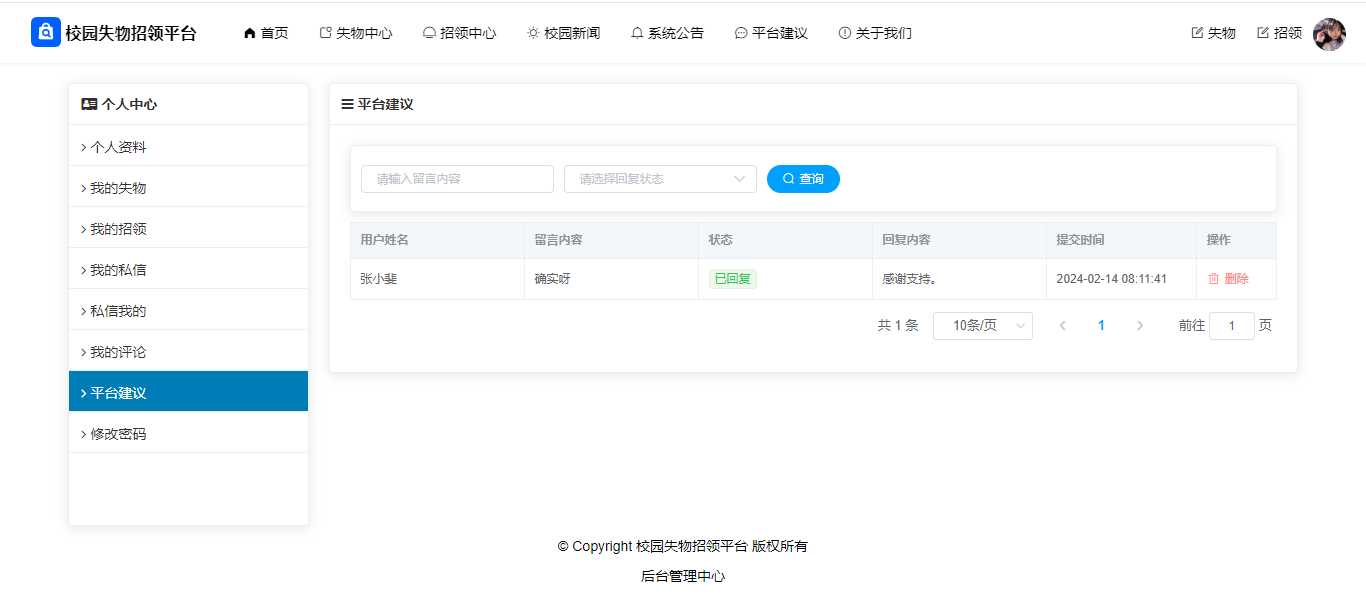 校园失物招领平台 首页 失物中心 招领中心 校园新闻 系统公告 平台建议 关于我们 失物 招领
个人中心
个人资料
我的失物
我的招领
我的私信
私信我的
我的评论
平台建议
修改密码
平台建议
请输入留言内容 请选择回复状态 查询
用户姓名 留言内容 状态 回复内容 提交时间 操作
张小斐 确实呀 已回复 感谢支持。 2024-02-14 08:11:41 删除
共 1 条 10条/页 1 前往 1 页
© Copyright 校园失物招领平台 版权所有
后台管理中心